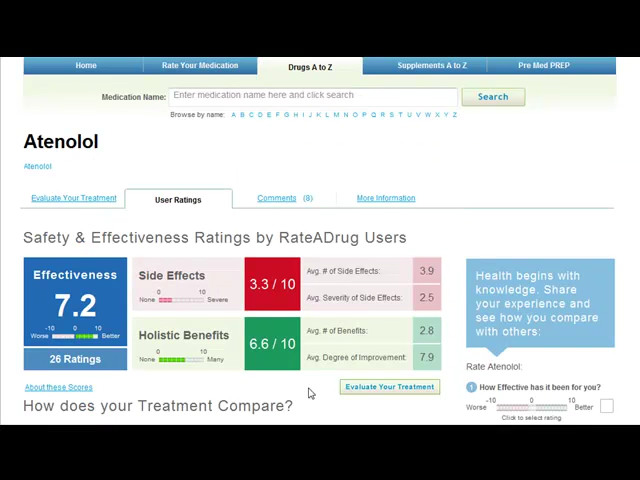 Home Rate Your Medication Drugs A to Z Supplements A to Z Pre Med PREP
Medication Name: Enter medication name here and click search Search
Browse by name: A B C D E F G H I J K L M N O P Q R S T U V W X Y Z
Atenolol
Atenolol
Evaluate Your Treatment User Ratings Comments (8) More Information
Safety & Effectiveness Ratings by RateADrug Users
Effectiveness
7.2
-10 0 10
Worse Better
26 Ratings
Side Effects
0 10
None Severe
3.3 / 10
Avg. # of Side Effects: 3.9
Avg. Severity of Side Effects: 2.5
Holistic Benefits
0 10
None Many
6.6 / 10
Avg. # of Benefits: 2.8
Avg. Degree of Improvement: 7.9
Health begins with
knowledge. Share
your experience and
see how you compare
with others:
Rate Atenolol:
1 How Effective has it been for you?
-10 0 10
Worse Better
Click to select rating.
About these Scores
Evaluate Your Treatment
How does your Treatment Compare?